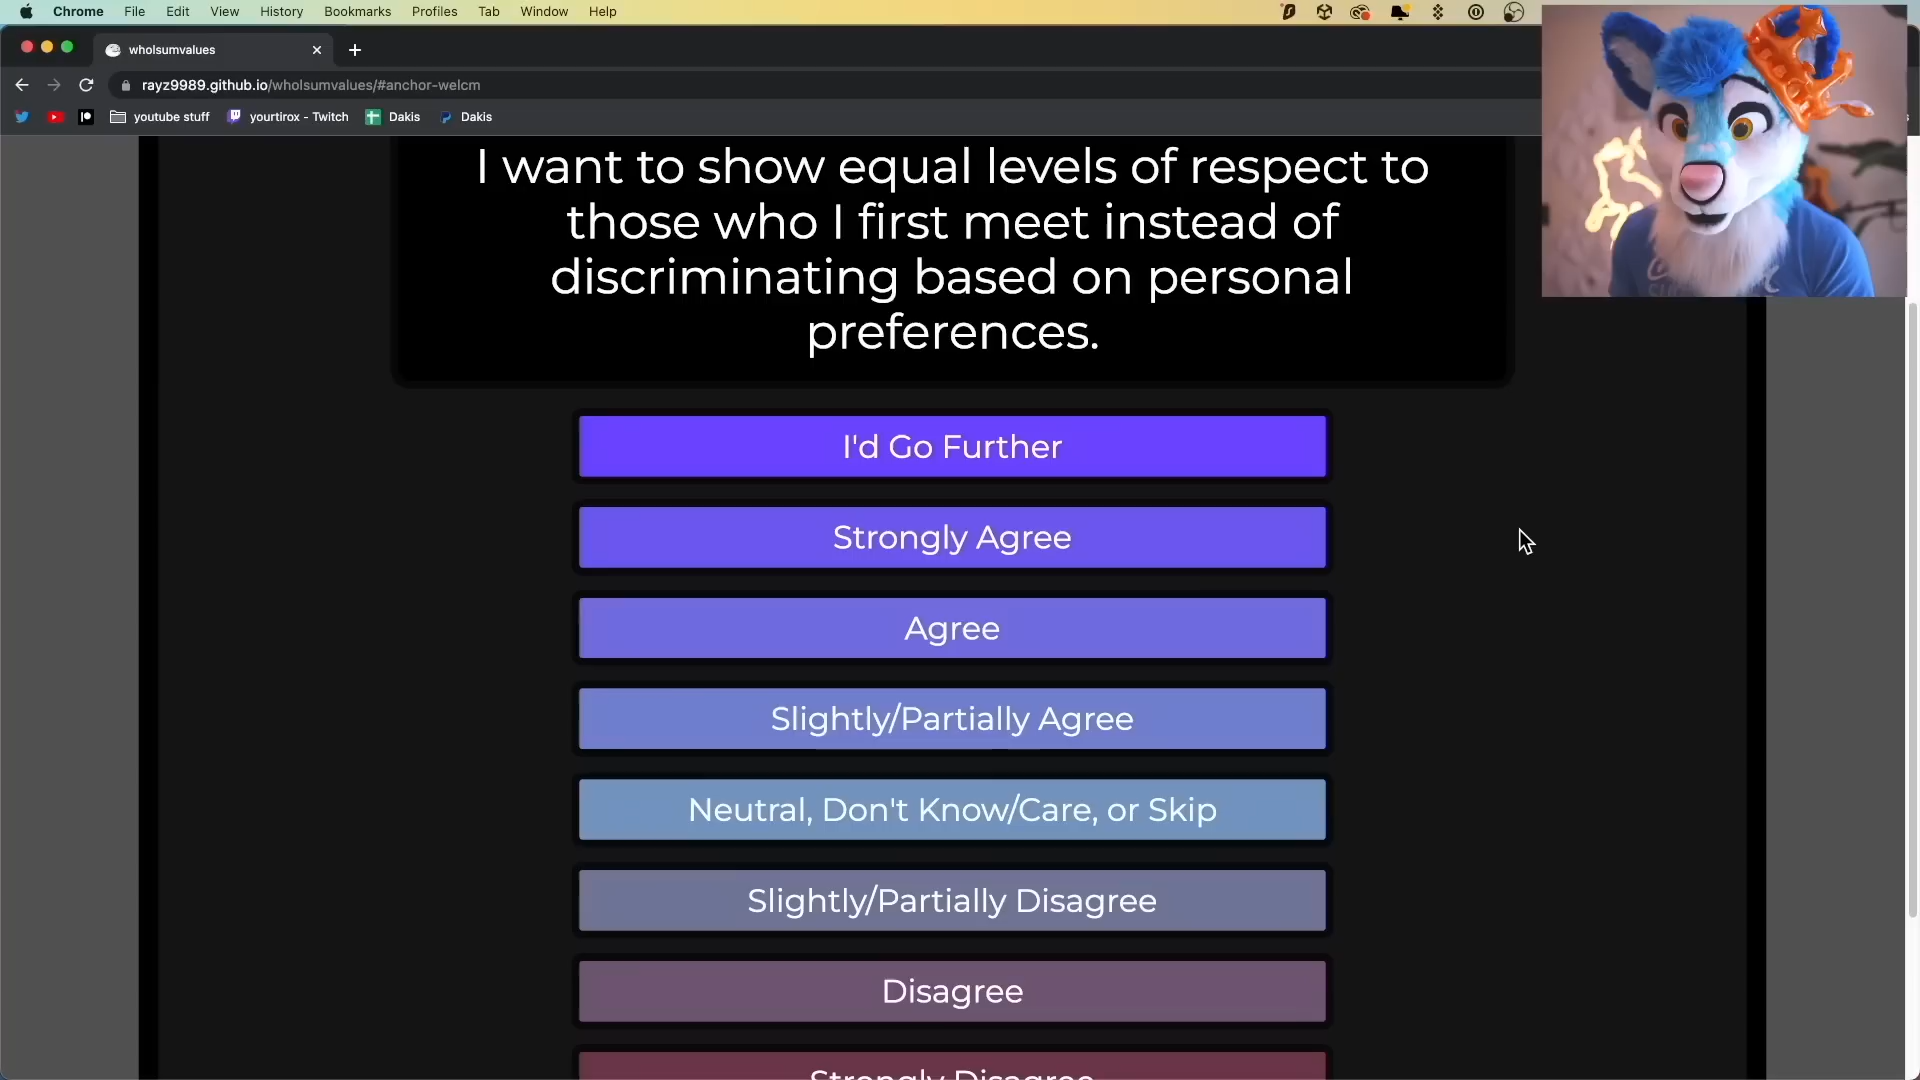 Chrome File Edit View History Bookmarks Profiles Tab Window Help
wholsumvalues
rayz9989.github.io/wholsumvalues/#anchor-welcm
youtube stuff yourtirox - Twitch Dakis Dakis
I want to show equal levels of respect to
those who I first meet instead of
discriminating based on personal
preferences.
I'd Go Further
Strongly Agree
Agree
Slightly/Partially Agree
Neutral, Don't Know/Care, or Skip
Slightly/Partially Disagree
Disagree
Strongly Disagree